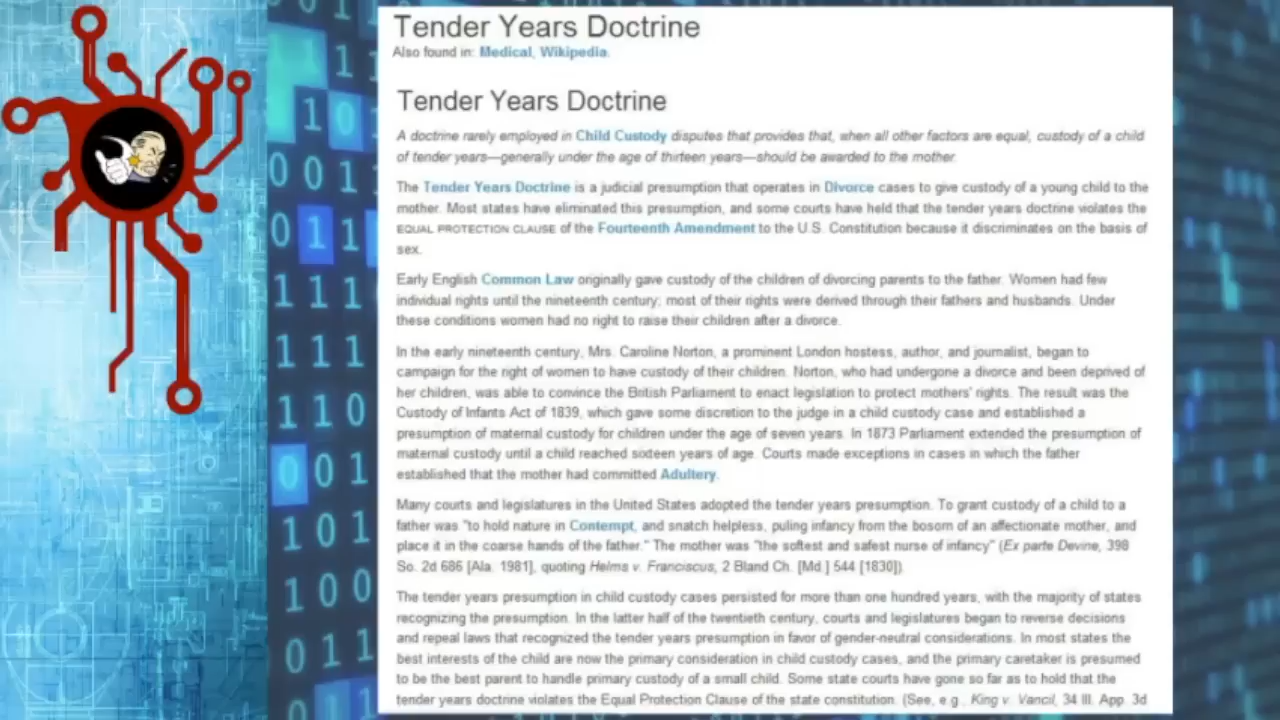 Tender Years Doctrine
Also found in: Medical, Wikipedia.
Tender Years Doctrine
A doctrine rarely employed in Child Custody disputes that provides that, when all other factors are equal, custody of a child
of tender years—generally under the age of thirteen years—should be awarded to the mother.
The Tender Years Doctrine is a judicial presumption that operates in Divorce cases to give custody of a young child to the
mother. Most states have eliminated this presumption, and some courts have held that the tender years doctrine violates the
EQUAL PROTECTION CLAUSE of the Fourteenth Amendment to the U.S. Constitution because it discriminates on the basis of
sex.
Early English Common Law originally gave custody of the children of divorcing parents to the father. Women had few
individual rights until the nineteenth century; most of their rights were derived through their fathers and husbands. Under
these conditions women had no right to raise their children after a divorce.
In the early nineteenth century, Mrs. Caroline Norton, a prominent London hostess, author, and journalist, began to
campaign for the right of women to have custody of their children. Norton, who had undergone a divorce and been deprived of
her children, was able to convince the British Parliament to enact legislation to protect mothers' rights. The result was the
Custody of Infants Act of 1839, which gave some discretion to the judge in a child custody case and established a
presumption of maternal custody for children under the age of seven years. In 1873 Parliament extended the presumption of
maternal custody until a child reached sixteen years of age. Courts made exceptions in cases in which the father
established that the mother had committed Adultery.
Many courts and legislatures in the United States adopted the tender years presumption. To grant custody of a child to a
father was "to hold nature in Contempt, and snatch helpless, puling infancy from the bosom of an affectionate mother, and
place it in the coarse hands of the father." The mother was "the softest and safest nurse of infancy" (Ex parte Devine, 398
So. 2d 686 [Ala. 1981], quoting Helms v. Franciscus, 2 Bland Ch. [Md.] 544 [1830]).
The tender years presumption in child custody cases persisted for more than one hundred years, with the majority of states
recognizing the presumption. In the latter half of the twentieth century, courts and legislatures began to reverse decisions
and repeal laws that recognized the tender years presumption in favor of gender-neutral considerations. In most states the
best interests of the child are now the primary consideration in child custody cases, and the primary caretaker is presumed
to be the best parent to handle primary custody of a small child. Some state courts have gone so far as to hold that the
tender years doctrine violates the Equal Protection Clause of the state constitution. (See, e.g., King v. Vancil, 34 Ill. App. 3d